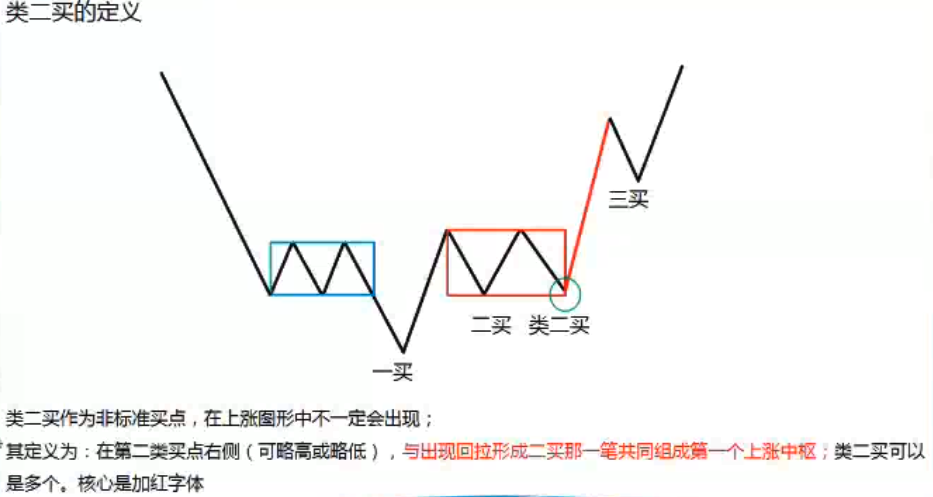 类二买的定义
三买
二买 类二买
一买
类二买作为非标准买点，在上涨图形中不一定会出现；
其定义为：在第二类买点右侧（可略高或略低），与出现回拉形成二买那一笔共同组成第一个上涨中枢；类二买可以
是多个。核心是加红字体